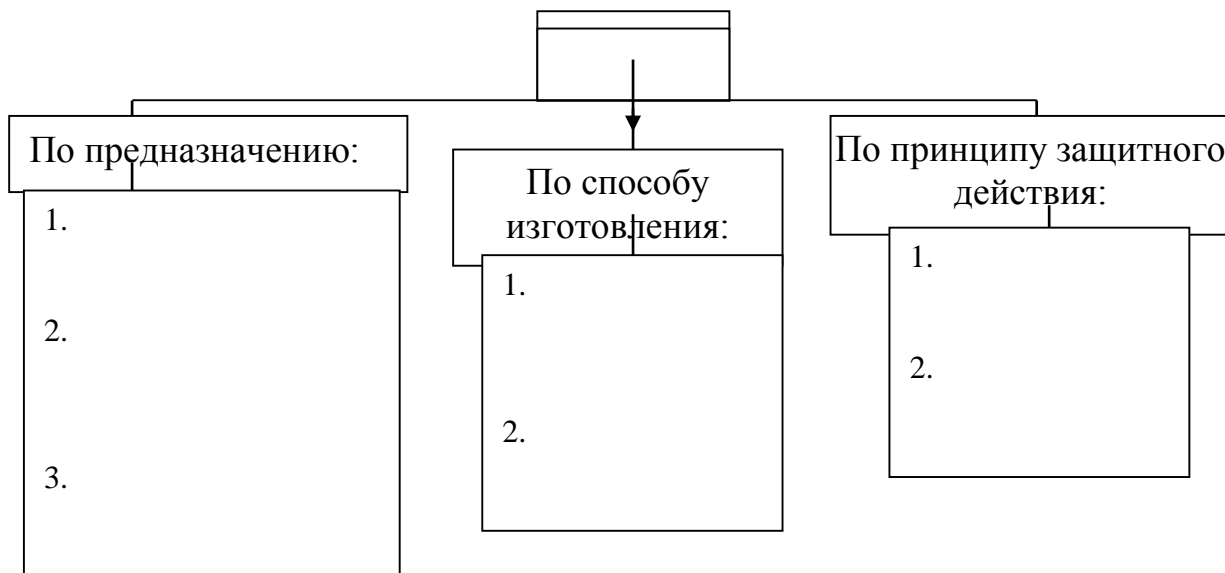 По предназначению:
1.
2.
3.
По способу
изготовления:
1.
2.
По принципу защитного
действия:
1.
2.